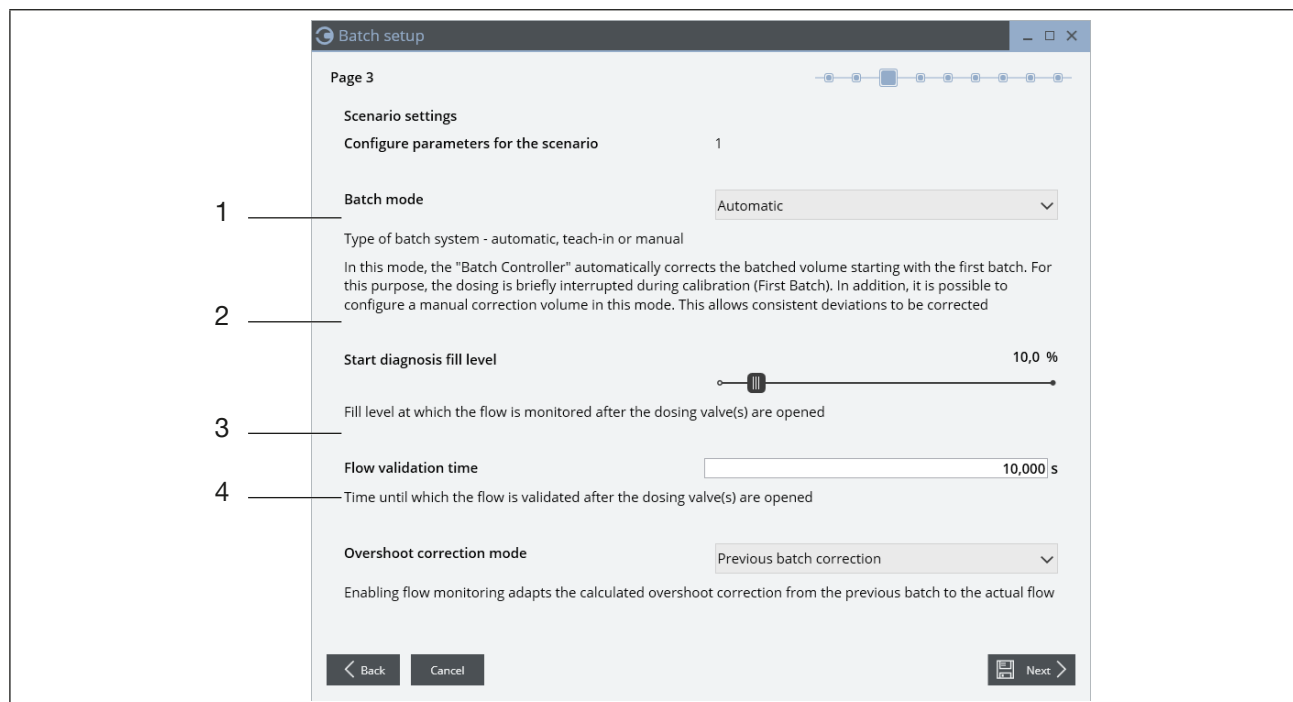 Batch setup
Page 3
Scenario settings
Configure parameters for the scenario 1
1
Batch mode Automatic
Type of batch system - automatic, teach-in or manual
In this mode, the "Batch Controller" automatically corrects the batched volume starting with the first batch. For
this purpose, the dosing is briefly interrupted during calibration (First Batch). In addition, it is possible to
configure a manual correction volume in this mode. This allows consistent deviations to be corrected
2
Start diagnosis fill level 10,0 %
Fill level at which the flow is monitored after the dosing valve(s) are opened
3
Flow validation time 10,000 s
4
Time until which the flow is validated after the dosing valve(s) are opened
Overshoot correction mode Previous batch correction
Enabling flow monitoring adapts the calculated overshoot correction from the previous batch to the actual flow
Back Cancel Next